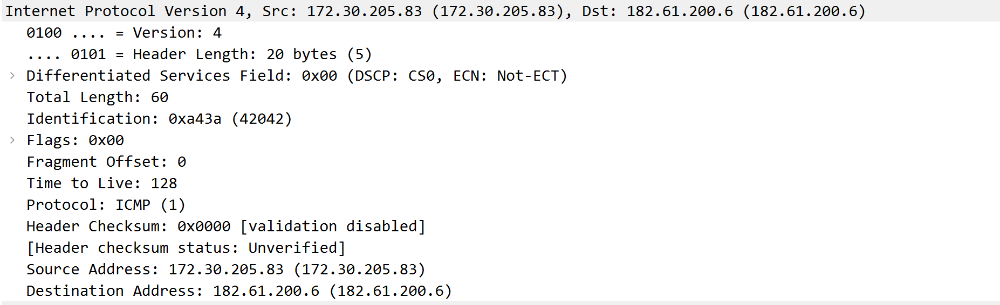 Internet Protocol Version 4, Src: 172.30.205.83 (172.30.205.83), Dst: 182.61.200.6 (182.61.200.6)
0100 .... = Version: 4
.... 0101 = Header Length: 20 bytes (5)
Differentiated Services Field: 0x00 (DSCP: CS0, ECN: Not-ECT)
Total Length: 60
Identification: 0xa43a (42042)
Flags: 0x00
Fragment Offset: 0
Time to Live: 128
Protocol: ICMP (1)
Header Checksum: 0x0000 [validation disabled]
[Header checksum status: Unverified]
Source Address: 172.30.205.83 (172.30.205.83)
Destination Address: 182.61.200.6 (182.61.200.6)